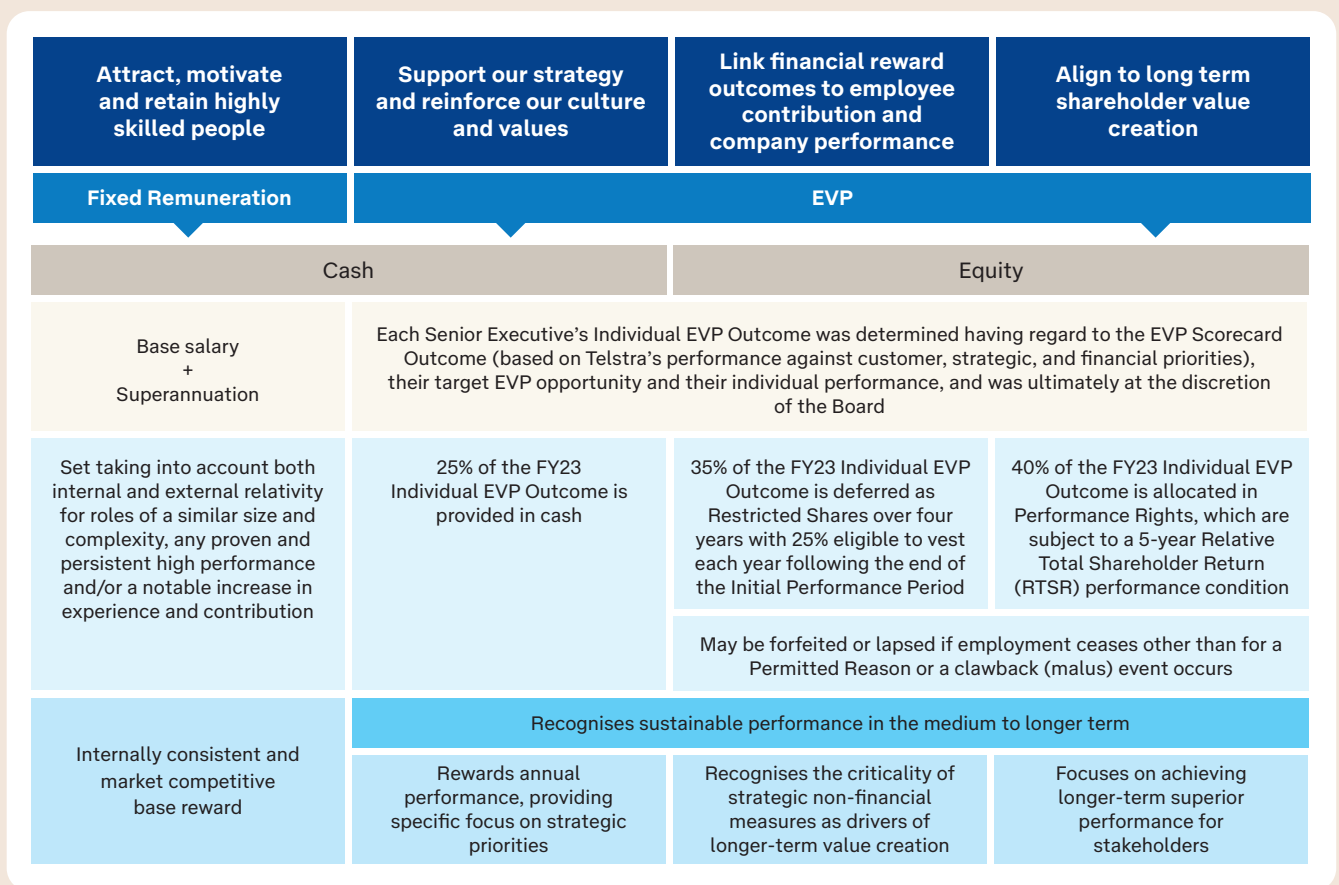 Attract, motivate
and retain highly
skilled people
Support our strategy
and reinforce our culture
and values
Link financial reward
outcomes to employee
contribution and
company performance
Align to long term
shareholder value
creation
Fixed Remuneration
EVP
Cash
Equity
Base salary
+
Superannuation
Each Senior Executive's Individual EVP Outcome was determined having regard to the EVP Scorecard
Outcome (based on Telstra's performance against customer, strategic, and financial priorities),
their target EVP opportunity and their individual performance, and was ultimately at the discretion
of the Board
Set taking into account both
internal and external relativity
for roles of a similar size and
complexity, any proven and
persistent high performance
and/or a notable increase in
experience and contribution
25% of the FY23
Individual EVP Outcome is
provided in cash
35% of the FY23 Individual EVP
Outcome is deferred as
Restricted Shares over four
years with 25% eligible to vest
each year following the end of
the Initial Performance Period
40% of the FY23 Individual EVP
Outcome is allocated in
Performance Rights, which are
subject to a 5-year Relative
Total Shareholder Return
(RTSR) performance condition
May be forfeited or lapsed if employment ceases other than for a
Permitted Reason or a clawback (malus) event occurs
Internally consistent and
market competitive
base reward
Recognises sustainable performance in the medium to longer term
Rewards annual
performance, providing
specific focus on strategic
priorities
Recognises the criticality of
strategic non-financial
measures as drivers of
longer-term value creation
Focuses on achieving
longer-term superior
performance for
stakeholders